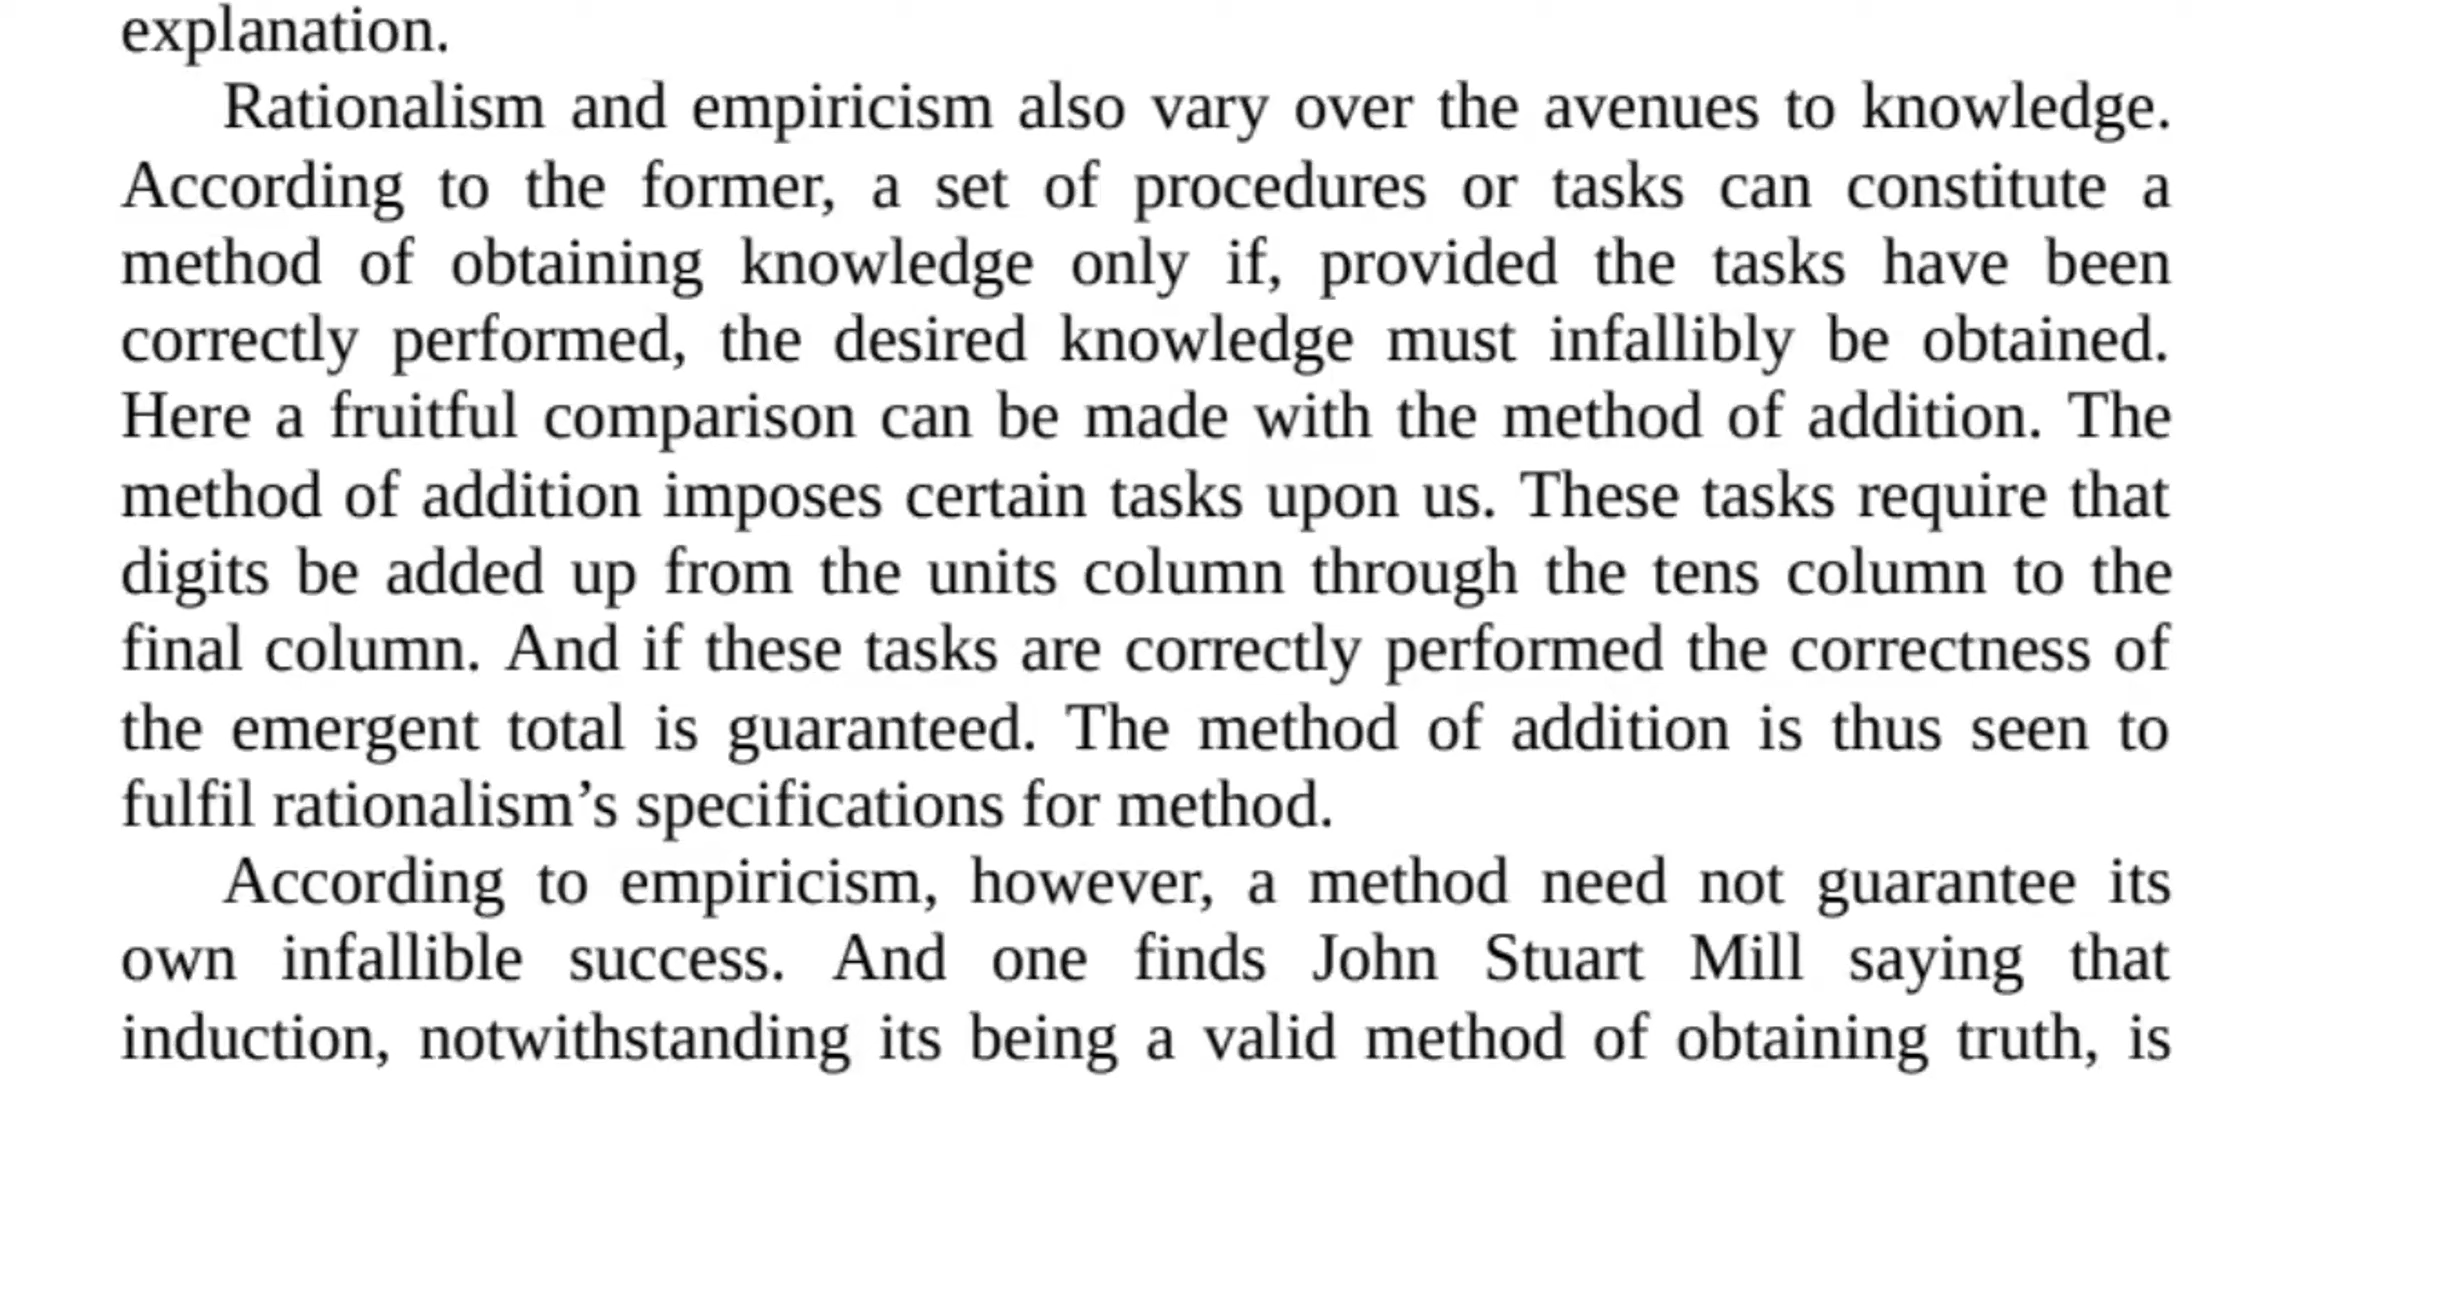 explanation.
Rationalism and empiricism also vary over the avenues to knowledge.
According to the former, a set of procedures or tasks can constitute a
method of obtaining knowledge only if, provided the tasks have been
correctly performed, the desired knowledge must infallibly be obtained.
Here a fruitful comparison can be made with the method of addition. The
method of addition imposes certain tasks upon us. These tasks require that
digits be added up from the units column through the tens column to the
final column. And if these tasks are correctly performed the correctness of
the emergent total is guaranteed. The method of addition is thus seen to
fulfil rationalism’s specifications for method.
According to empiricism, however, a method need not guarantee its
own infallible success. And one finds John Stuart Mill saying that
induction, notwithstanding its being a valid method of obtaining truth, is